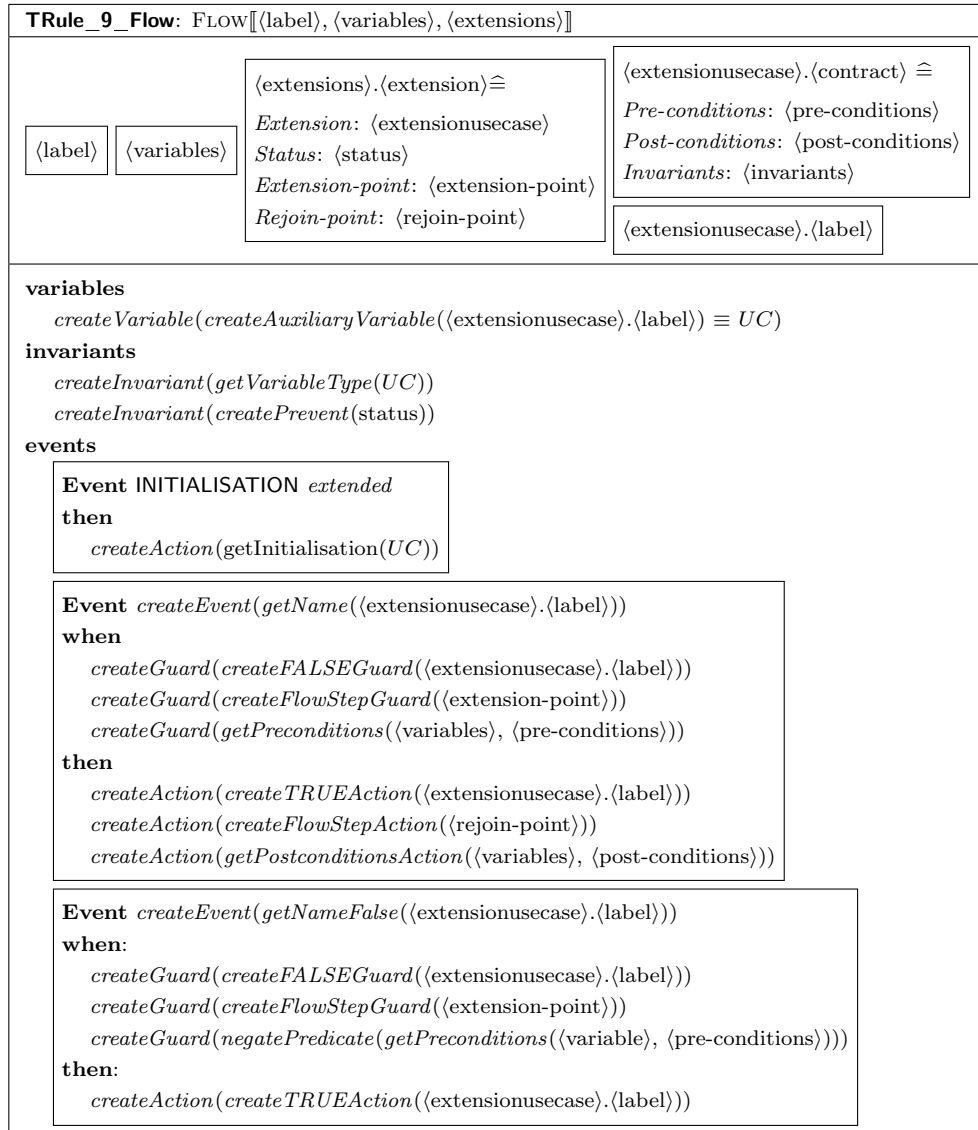 TRule_9_Flow: FLOW⟦⟨label⟩, ⟨variables⟩, ⟨extensions⟩⟧
⟨label⟩
⟨variables⟩
⟨extensions⟩.⟨extension⟩≙
Extension: ⟨extensionusecase⟩
Status: ⟨status⟩
Extension-point: ⟨extension-point⟩
Rejoin-point: ⟨rejoin-point⟩
⟨extensionusecase⟩.⟨contract⟩ ≙
Pre-conditions: ⟨pre-conditions⟩
Post-conditions: ⟨post-conditions⟩
Invariants: ⟨invariants⟩
⟨extensionusecase⟩.⟨label⟩
variables
createVariable(createAuxiliaryVariable(⟨extensionusecase⟩.⟨label⟩) ≡ UC)
invariants
createInvariant(getVariableType(UC))
createInvariant(createPrevent(status))
events
Event INITIALISATION extended
then
createAction(getInitialisation(UC))
Event createEvent(getName(⟨extensionusecase⟩.⟨label⟩))
when
createGuard(createFALSEGuard(⟨extensionusecase⟩.⟨label⟩))
createGuard(createFlowStepGuard(⟨extension-point⟩))
createGuard(getPreconditions(⟨variables⟩, ⟨pre-conditions⟩))
then
createAction(createTRUEAction(⟨extensionusecase⟩.⟨label⟩))
createAction(createFlowStepAction(⟨rejoin-point⟩))
createAction(getPostconditionsAction(⟨variables⟩, ⟨post-conditions⟩))
Event createEvent(getNameFalse(⟨extensionusecase⟩.⟨label⟩))
when:
createGuard(createFALSEGuard(⟨extensionusecase⟩.⟨label⟩))
createGuard(createFlowStepGuard(⟨extension-point⟩))
createGuard(negatePredicate(getPreconditions(⟨variable⟩, ⟨pre-conditions⟩)))
then:
createAction(createTRUEAction(⟨extensionusecase⟩.⟨label⟩))